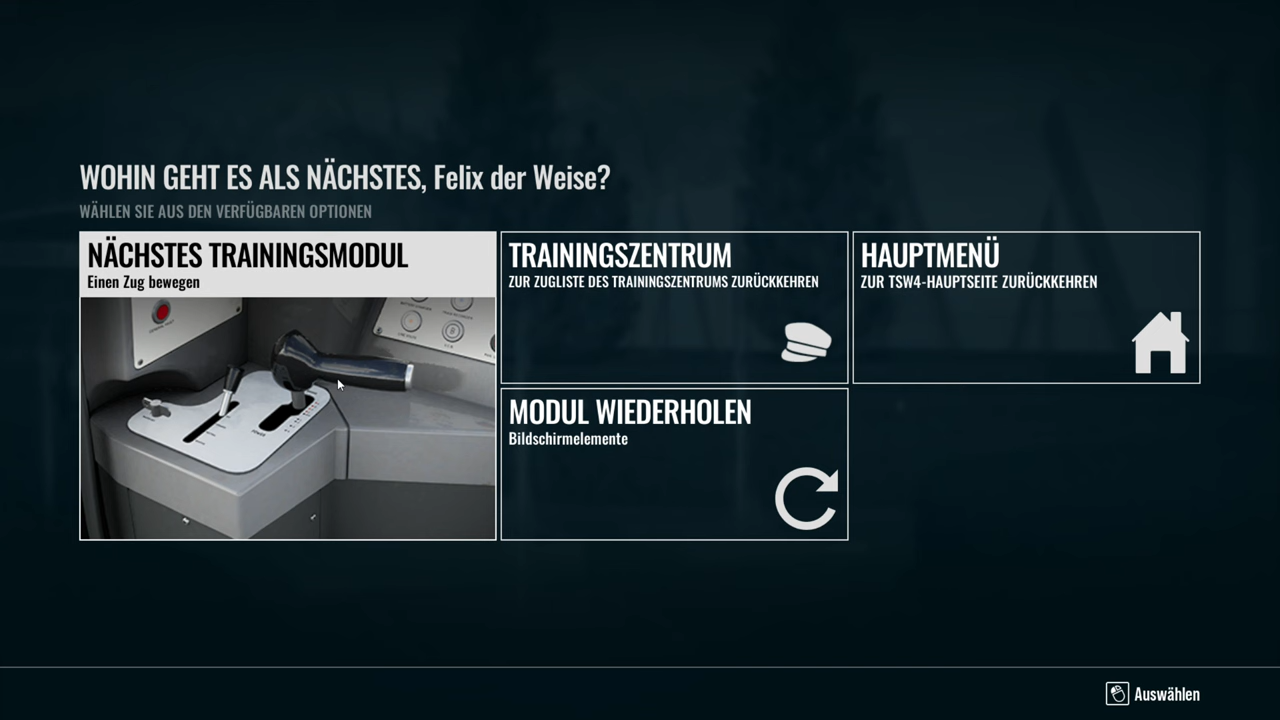 WOHIN GEHT ES ALS NÄCHSTES, Felix der Weise?
WÄHLEN SIE AUS DEN VERFÜGBAREN OPTIONEN
NÄCHSTES TRAININGSMODUL
Einen Zug bewegen
TRAININGSZENTRUM
ZUR ZUGLISTE DES TRAININGSZENTRUMS ZURÜCKKEHREN
HAUPTMENÜ
ZUR TSW4-HAUPTSEITE ZURÜCKKEHREN
MODUL WIEDERHOLEN
Bildschirmelemente
Auswählen